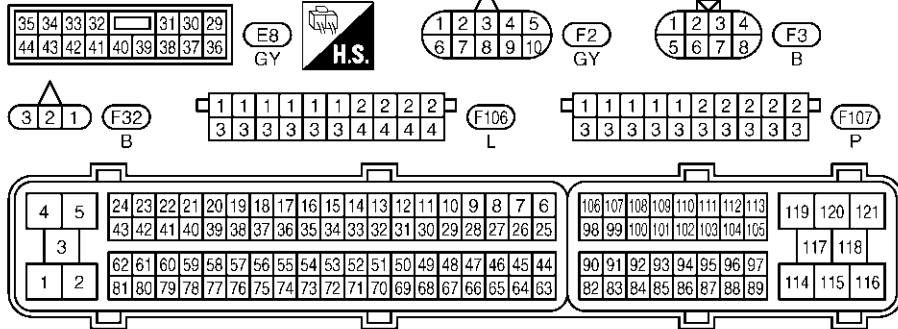 35 34 33 32 31 30 29
44 43 42 41 40 39 38 37 36
E8
GY
H.S.
1 2 3 4 5
6 7 8 9 10
F2
GY
1 2 3 4
5 6 7 8
F3
B
3 2 1
F32
B
1 1 1 1 1 1 2 2 2 2
3 3 3 3 3 3 4 4 4 4
F106
L
1 1 1 1 1 2 2 2 2 2
3 3 3 3 3 3 3 3 3 3
F107
P
4 5
3
1 2
24 23 22 21 20 19 18 17 16 15 14 13 12 11 10 9 8 7 6
43 42 41 40 39 38 37 36 35 34 33 32 31 30 29 28 27 26 25
62 61 60 59 58 57 56 55 54 53 52 51 50 49 48 47 46 45 44
81 80 79 78 77 76 75 74 73 72 71 70 69 68 67 66 65 64 63
106 107 108 109 110 111 112 113
98 99 100 101 102 103 104 105
90 91 92 93 94 95 96 97
82 83 84 85 86 87 88 89
119 120 121
117 118
114 115 116